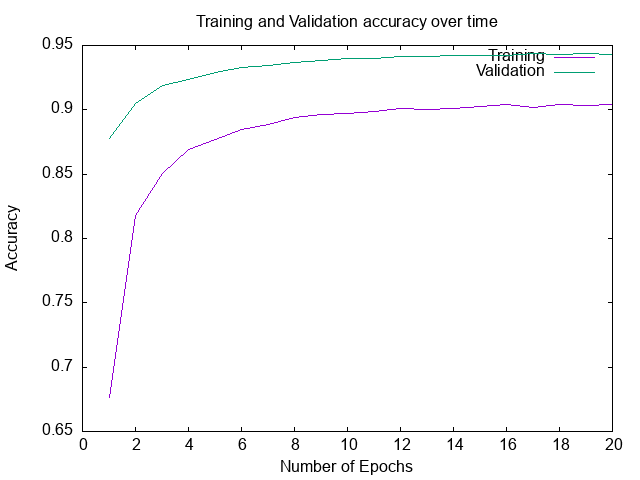 Training and Validation accuracy over time
0.95
0.9
0.85
0.8
0.75
0.7
0.65
Accuracy
Training
Validation
0 2 4 6 8 10 12 14 16 18 20
Number of Epochs